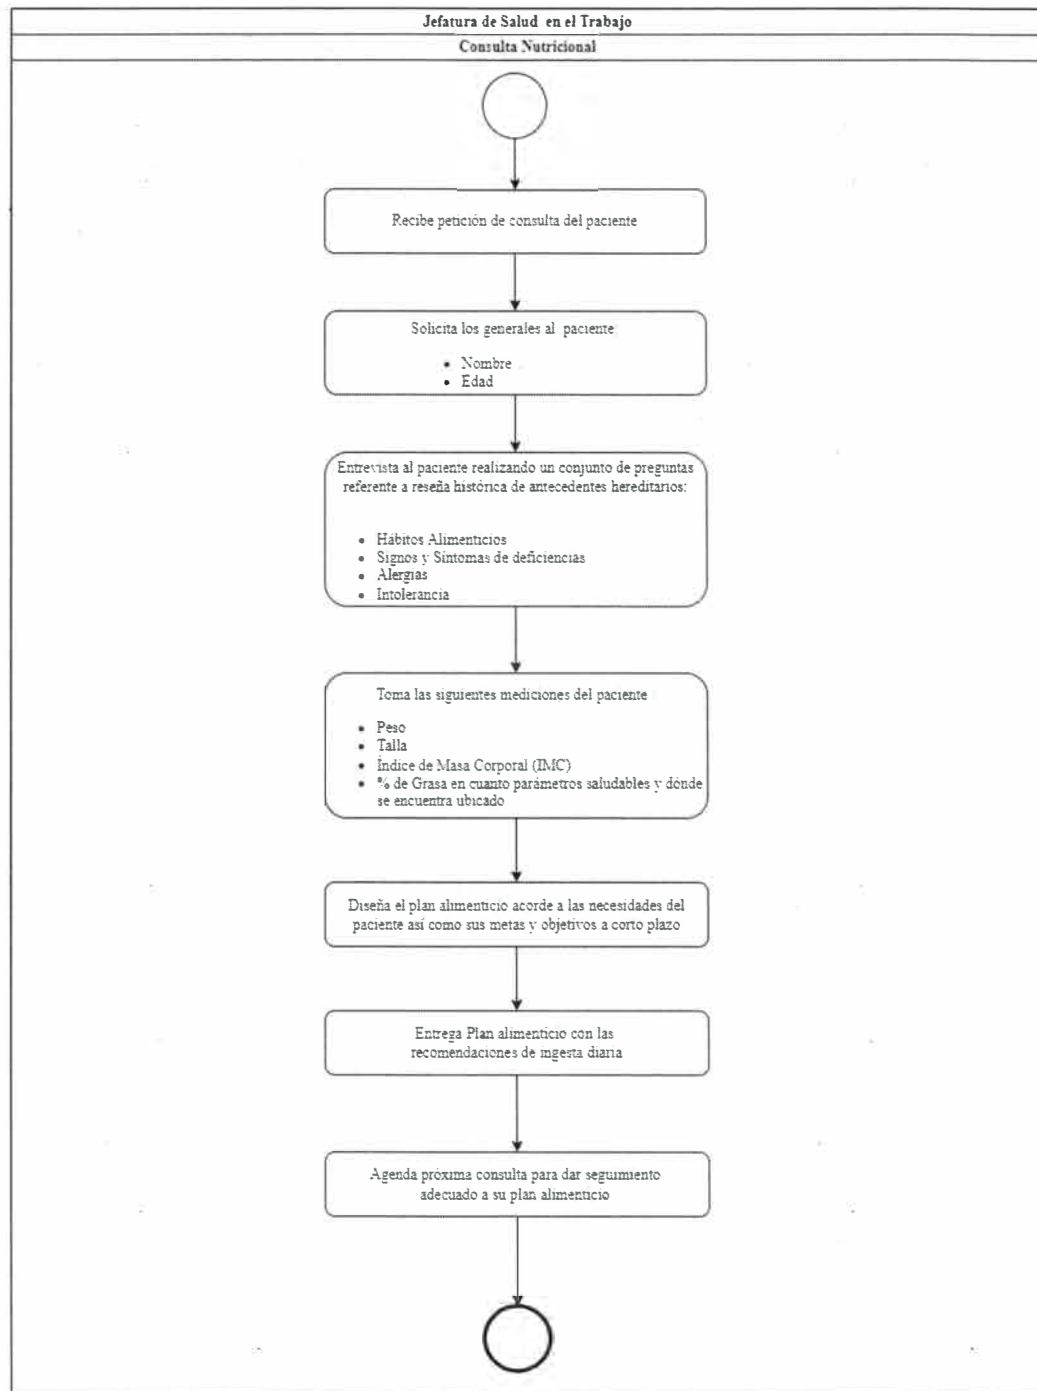 Jefatura de Salud en el Trabajo
Consulta Nutricional
Recibe petición de consulta del paciente
Solicita los generales al paciente
• Nombre
• Edad
Entrevista al paciente realizando un conjunto de preguntas
referente a reseña histórica de antecedentes hereditarios:
• Hábitos Alimenticios
• Signos y Síntomas de deficiencias
• Alergias
• Intolerancia
Toma las siguientes mediciones del paciente
• Peso
• Talla
• Índice de Masa Corporal (IMC)
• % de Grasa en cuanto parámetros saludables y dónde
se encuentra ubicado
Diseña el plan alimenticio acorde a las necesidades del
paciente así como sus metas y objetivos a corto plazo
Entrega Plan alimenticio con las
recomendaciones de ingesta diaria
Agenda próxima consulta para dar seguimiento
adecuado a su plan alimenticio